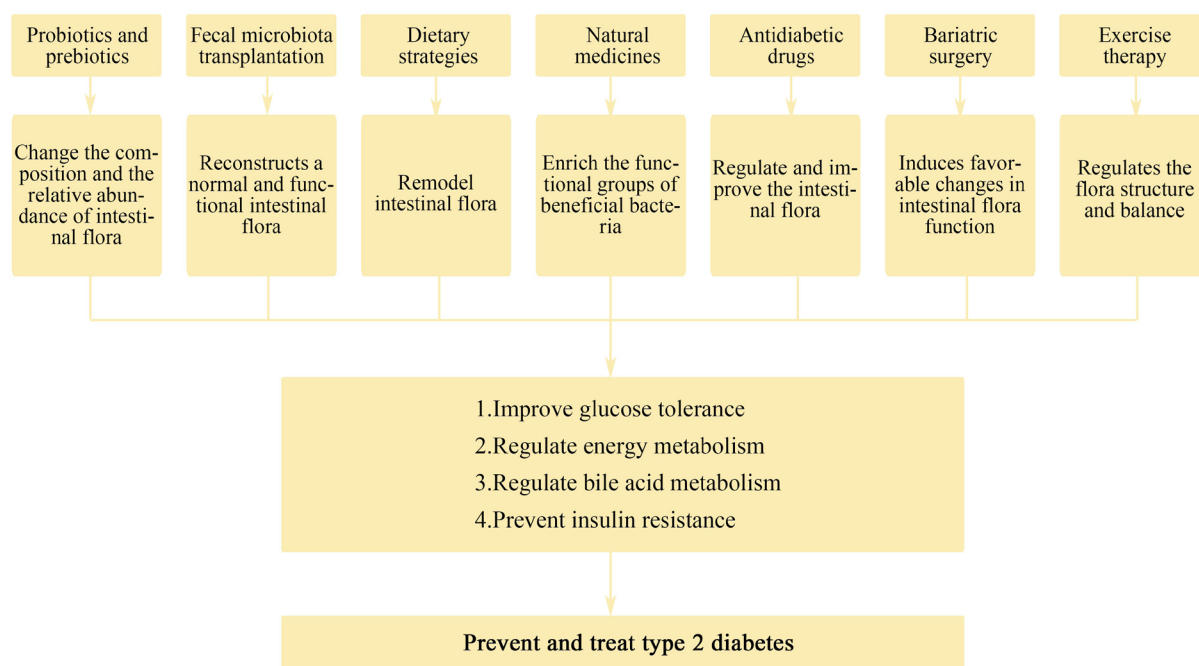 Probiotics and
prebiotics
Fecal microbiota
transplantation
Dietary
strategies
Natural
medicines
Antidiabetic
drugs
Bariatric
surgery
Exercise
therapy
Change the com-
position and the
relative abun-
dance of intesti-
nal flora
Reconstructs a
normal and func-
tional intestinal
flora
Remodel
intestinal flora
Enrich the func-
tional groups of
beneficial bacte-
ria
Regulate and im-
prove the intesti-
nal flora
Induces favor-
able changes in
intestinal flora
function
Regulates the
flora structure
and balance
1.Improve glucose tolerance
2.Regulate energy metabolism
3.Regulate bile acid metabolism
4.Prevent insulin resistance
Prevent and treat type 2 diabetes